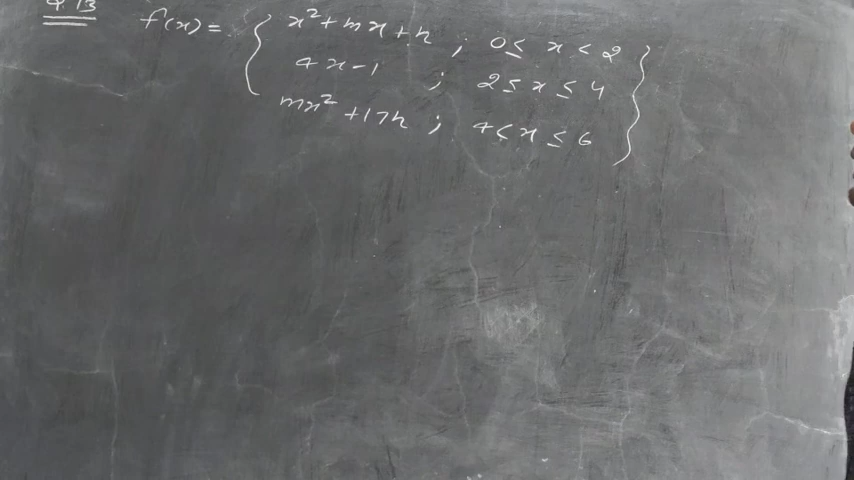 Q 13 f(x) = { x² + mx + n ; 0 ≤ x < 2
4x - 1 ; 2 ≤ x ≤ 4
mx² + 17n ; 4 < x ≤ 6 }